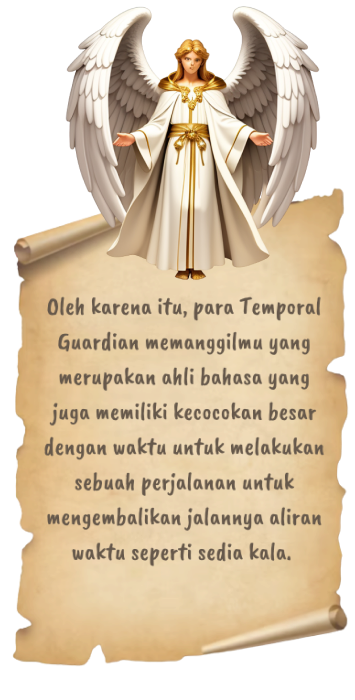 Oleh karena itu, para Temporal
Guardian memanggilmu yang
merupakan ahli bahasa yang
juga memiliki kecocokan besar
dengan waktu untuk melakukan
sebuah perjalanan untuk
mengembalikan jalannya aliran
waktu seperti sedia kala.